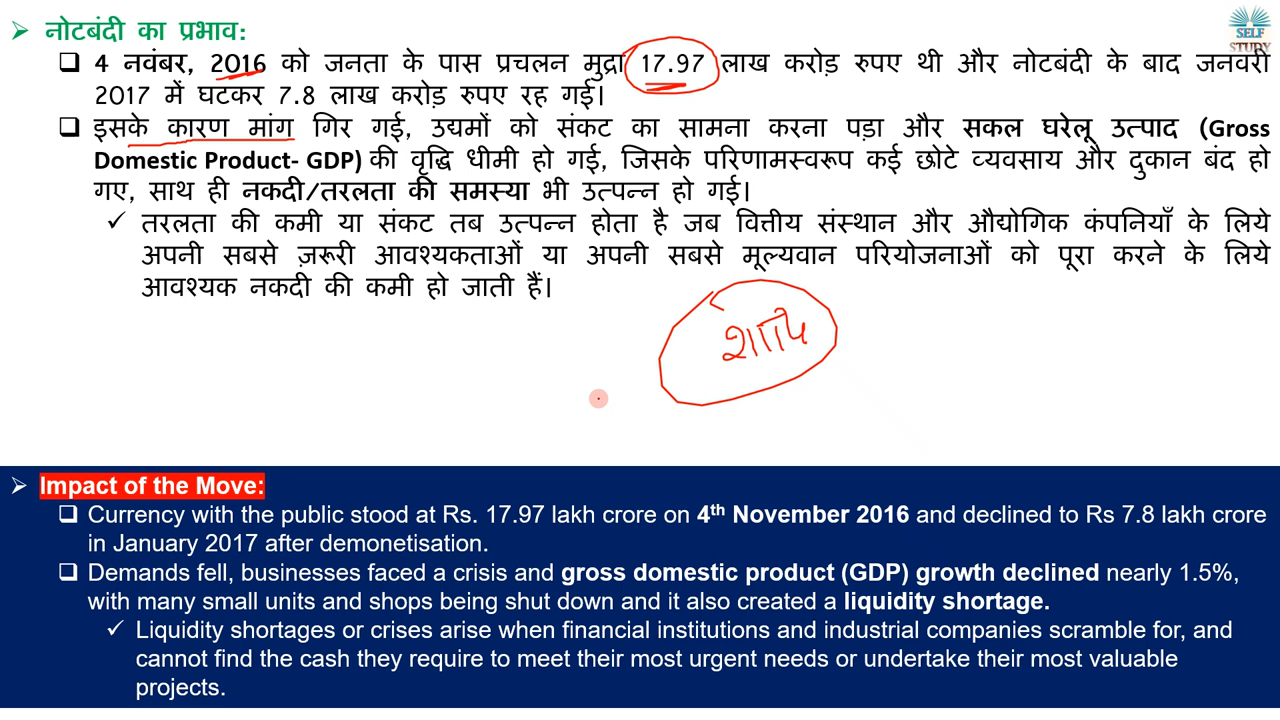 नोटबंदी का प्रभाव:
SELF
STUDY
4 नवंबर, 2016 को जनता के पास प्रचलन मुद्रा 17.97 लाख करोड़ रुपए थी और नोटबंदी के बाद जनवरी
2017 में घटकर 7.8 लाख करोड़ रुपए रह गई।
इसके कारण मांग गिर गई, उद्यमों को संकट का सामना करना पड़ा और सकल घरेलू उत्पाद (Gross
Domestic Product- GDP) की वृद्धि धीमी हो गई, जिसके परिणामस्वरूप कई छोटे व्यवसाय और दुकान बंद हो
गए, साथ ही नकदी/तरलता की समस्या भी उत्पन्न हो गई।
तरलता की कमी या संकट तब उत्पन्न होता है जब वित्तीय संस्थान और औद्योगिक कंपनियाँ के लिये
अपनी सबसे ज़रूरी आवश्यकताओं या अपनी सबसे मूल्यवान परियोजनाओं को पूरा करने के लिये
आवश्यक नकदी की कमी हो जाती हैं।
Impact of the Move:
Currency with the public stood at Rs. 17.97 lakh crore on 4th November 2016 and declined to Rs 7.8 lakh crore
in January 2017 after demonetisation.
Demands fell, businesses faced a crisis and gross domestic product (GDP) growth declined nearly 1.5%,
with many small units and shops being shut down and it also created a liquidity shortage.
Liquidity shortages or crises arise when financial institutions and industrial companies scramble for, and
cannot find the cash they require to meet their most urgent needs or undertake their most valuable
projects.